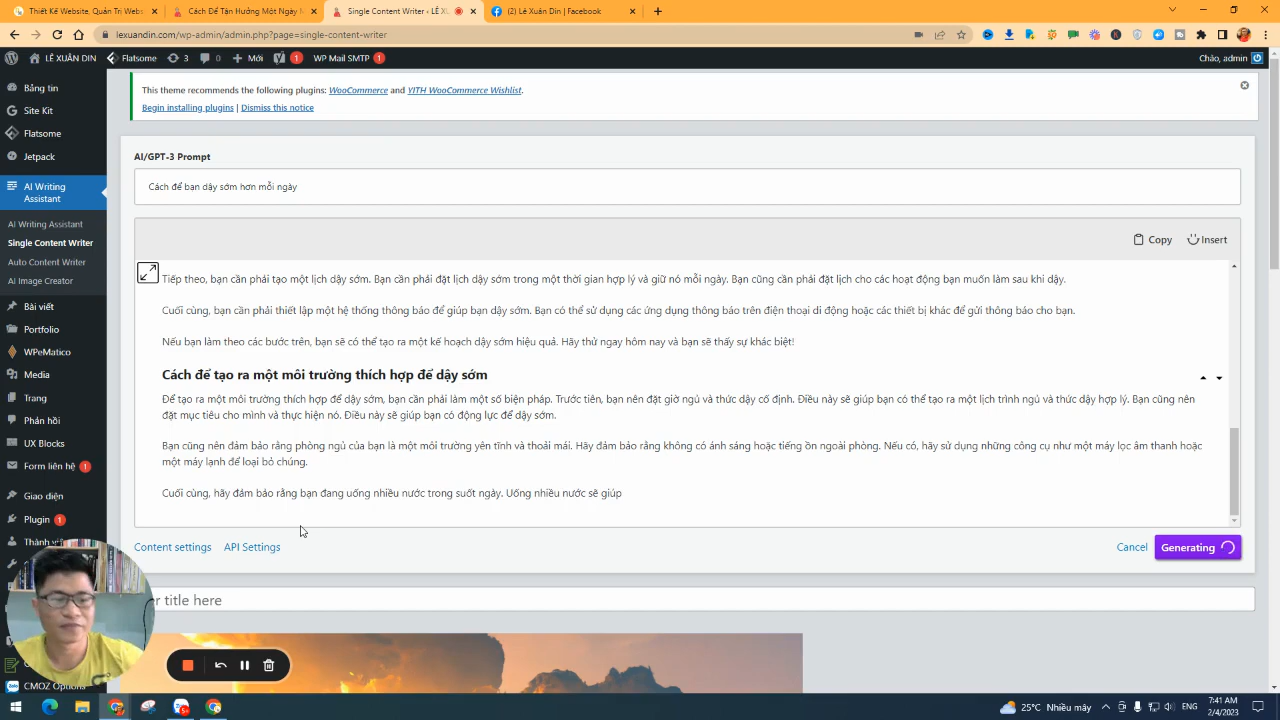 Thiết Kế Website, Quản Trị Webs
Cách Để Tận Hưởng Một Ngày M
Single Content Writer ‹ LÊ XU
(2) Lê Xuân Din | Facebook
lexuandin.com/wp-admin/admin.php?page=single-content-writer
LÊ XUÂN DIN
Flatsome
3
0
Mới
1
WP Mail SMTP 1
Chào, admin
Bảng tin
Site Kit
Flatsome
Jetpack
AI Writing Assistant
AI Writing Assistant
Single Content Writer
Auto Content Writer
AI Image Creator
Bài viết
Portfolio
WPeMatico
Media
Trang
Phản hồi
UX Blocks
Form liên hệ 1
Giao diện
Plugin 1
Thành v
CMOZ Options
This theme recommends the following plugins: WooCommerce and YITH WooCommerce Wishlist.
Begin installing plugins | Dismiss this notice
AI/GPT-3 Prompt
Cách để bạn dậy sớm hơn mỗi ngày
Copy
Insert
Tiếp theo, bạn cần phải tạo một lịch dậy sớm. Bạn cần phải đặt lịch dậy sớm trong một thời gian hợp lý và giữ nó mỗi ngày. Bạn cũng cần phải đặt lịch cho các hoạt động bạn muốn làm sau khi dậy.
Cuối cùng, bạn cần phải thiết lập một hệ thống thông báo để giúp bạn dậy sớm. Bạn có thể sử dụng các ứng dụng thông báo trên điện thoại di động hoặc các thiết bị khác để gửi thông báo cho bạn.
Nếu bạn làm theo các bước trên, bạn sẽ có thể tạo ra một kế hoạch dậy sớm hiệu quả. Hãy thử ngay hôm nay và bạn sẽ thấy sự khác biệt!
Cách để tạo ra một môi trường thích hợp để dậy sớm
Để tạo ra một môi trường thích hợp để dậy sớm, bạn cần phải làm một số biện pháp. Trước tiên, bạn nên đặt giờ ngủ và thức dậy cố định. Điều này sẽ giúp bạn có thể tạo ra một lịch trình ngủ và thức dậy hợp lý. Bạn cũng nên
đặt mục tiêu cho mình và thực hiện nó. Điều này sẽ giúp bạn có động lực để dậy sớm.
Bạn cũng nên đảm bảo rằng phòng ngủ của bạn là một môi trường yên tĩnh và thoải mái. Hãy đảm bảo rằng không có ánh sáng hoặc tiếng ồn ngoài phòng. Nếu có, hãy sử dụng những công cụ như một máy lọc âm thanh hoặc
một máy lạnh để loại bỏ chúng.
Cuối cùng, hãy đảm bảo rằng bạn đang uống nhiều nước trong suốt ngày. Uống nhiều nước sẽ giúp
Content settings
API Settings
Cancel
Generating
er title here
25°C Nhiều mây
ENG
7:41 AM
2/4/2023